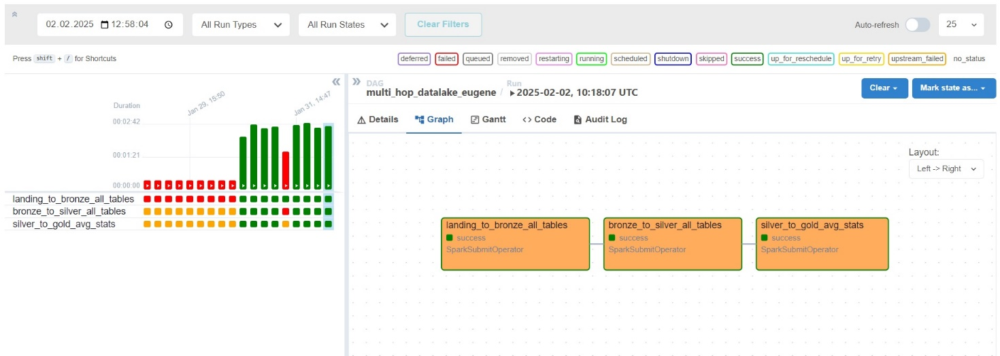 02.02.2025 12:58:04 All Run Types All Run States Clear Filters Auto-refresh 25
Press shift + / for Shortcuts
deferred failed queued removed restarting running scheduled shutdown skipped success up_for_reschedule up_for_retry upstream_failed no_status
Jan 29, 15:50
Jan 31, 14:47
Duration
00:02:42
00:01:21
00:00:00
landing_to_bronze_all_tables
bronze_to_silver_all_tables
silver_to_gold_avg_stats
DAG
multi_hop_datalake_eugene /
Run
2025-02-02, 10:18:07 UTC
Clear
Mark state as...
Details Graph Gantt <> Code Audit Log
Layout:
Left -> Right
landing_to_bronze_all_tables
success
SparkSubmitOperator
bronze_to_silver_all_tables
success
SparkSubmitOperator
silver_to_gold_avg_stats
success
SparkSubmitOperator